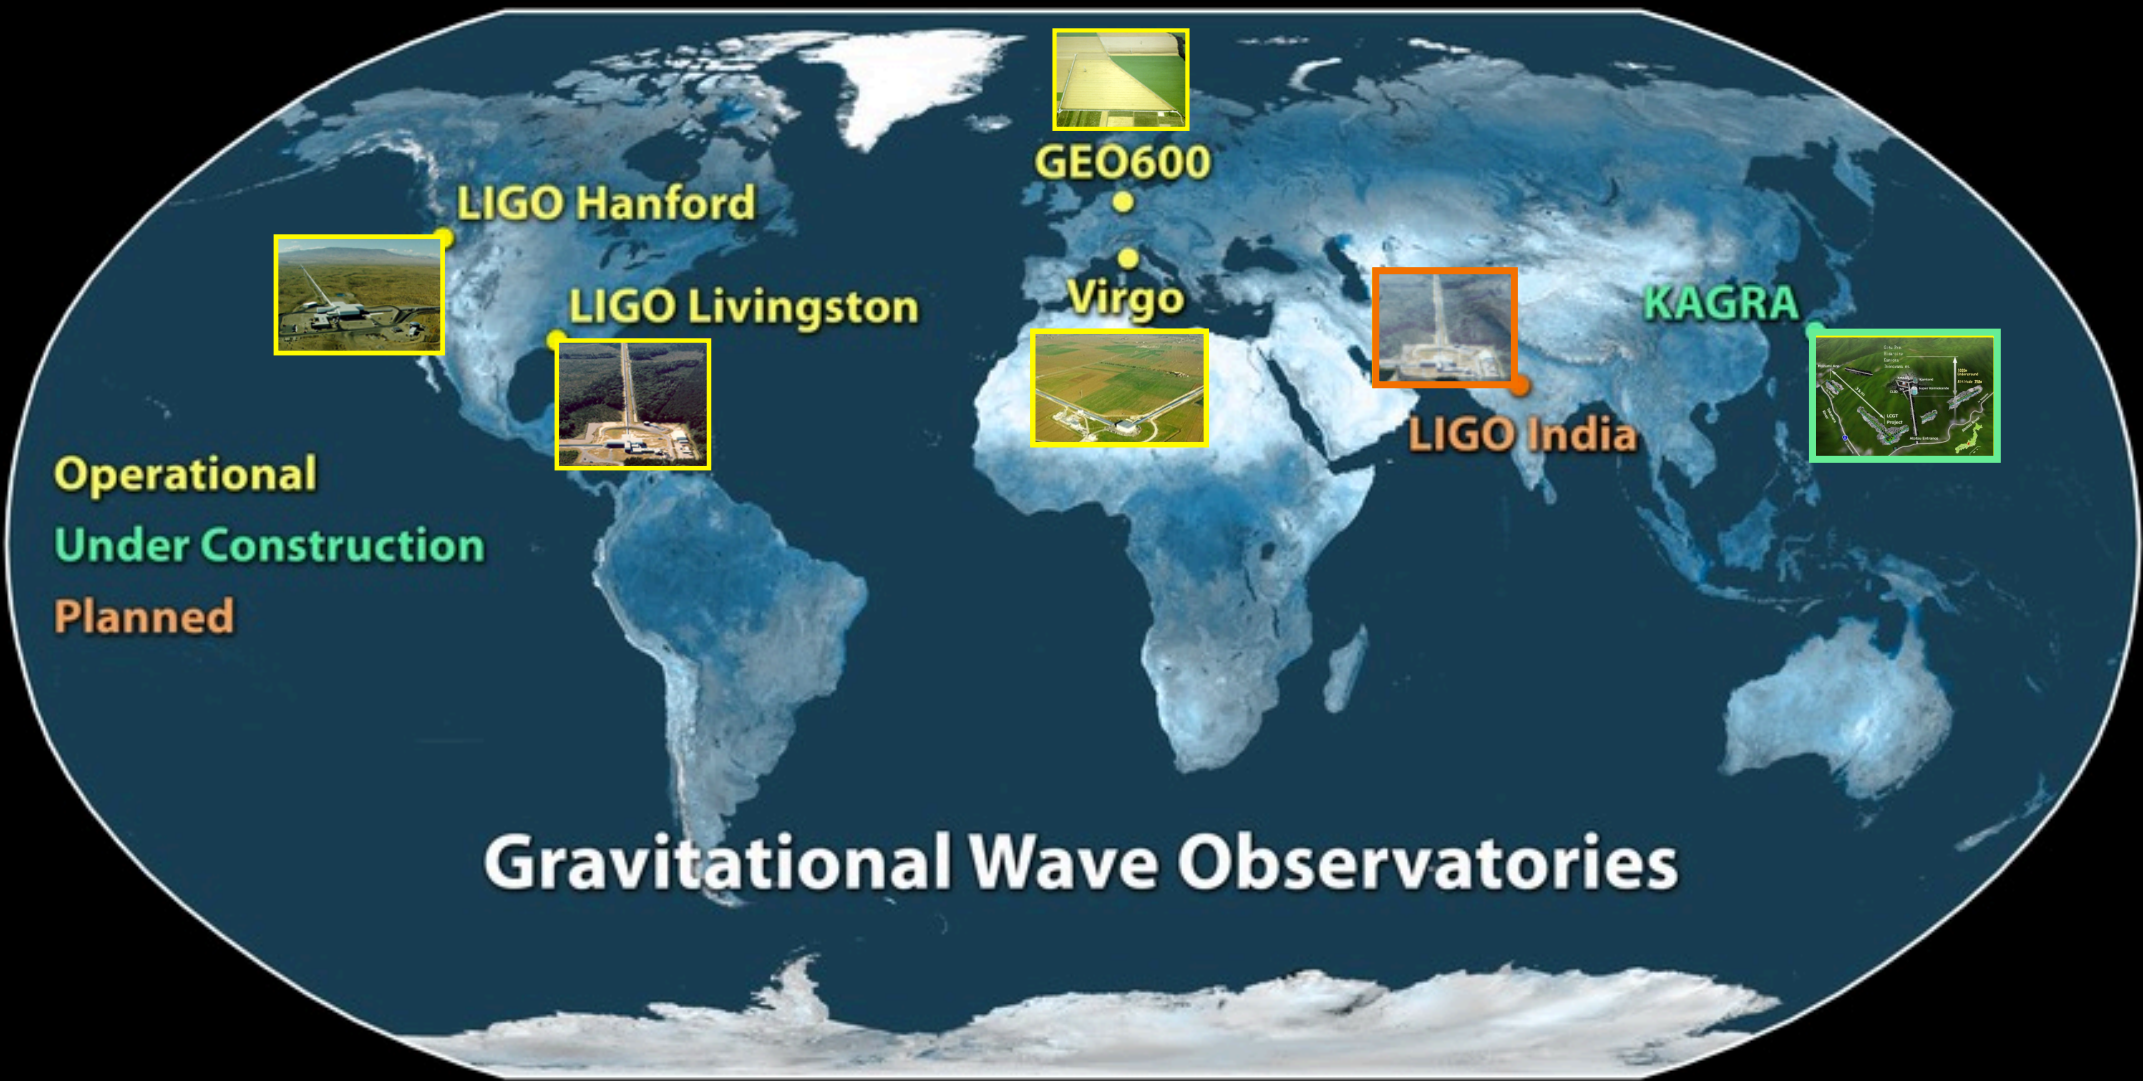 GEO600
LIGO Hanford
LIGO Livingston
Virgo
KAGRA
LIGO India
Operational
Under Construction
Planned
Gravitational Wave Observatories